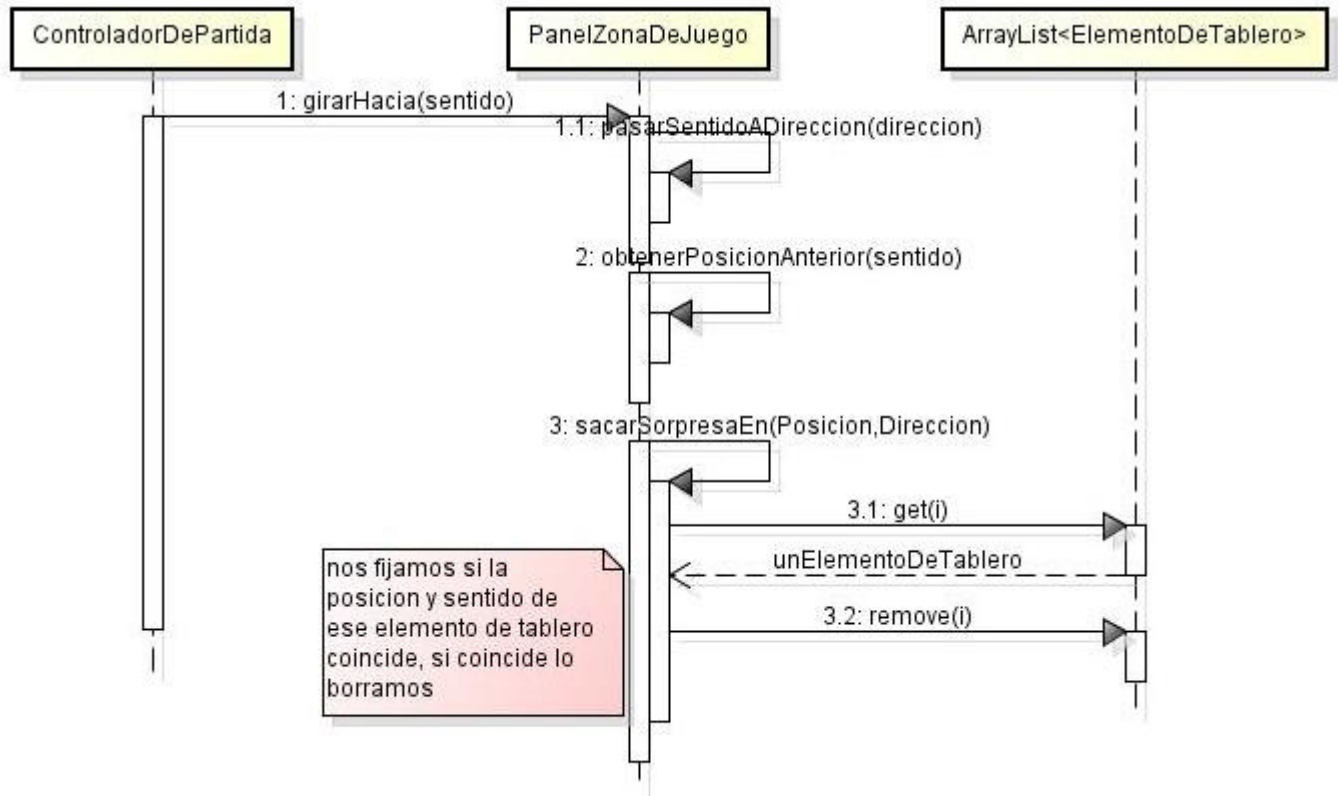 ControladorDePartida
PanelZonaDeJuego
ArrayList<ElementoDeTablero>
1: girarHacia(sentido)
1.1: pasarSentidoADireccion(direccion)
2: obtenerPosicionAnterior(sentido)
3: sacarSorpresaEn(Posicion,Direccion)
3.1: get(i)
unElementoDeTablero
3.2: remove(i)
nos fijamos si la
posicion y sentido de
ese elemento de tablero
coincide, si coincide lo
borramos